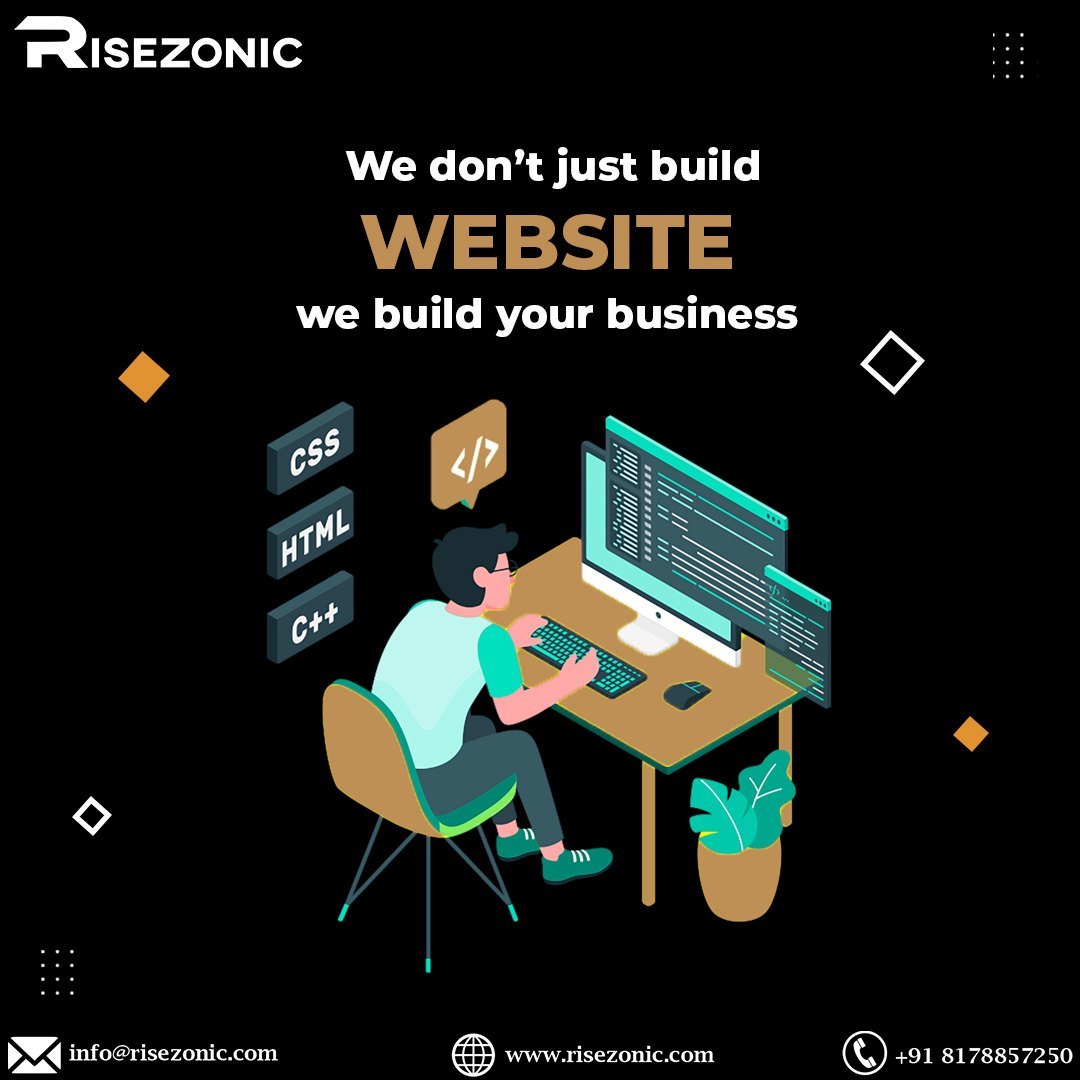 RISEZONIC
We don't just build
WEBSITE
we build your business
CSS
</>
HTML
C++
</>...
info@risezonic.com
www.risezonic.com
+91 8178857250